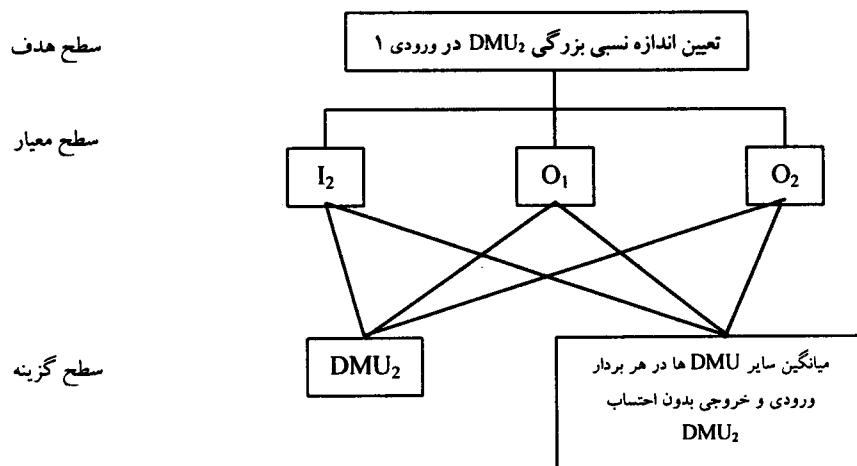 سطح هدف
تعیین اندازه نسبی بزرگی DMU₂ در ورودی ۱
سطح معیار
I₂
O₁
O₂
سطح گزینه
DMU₂
میانگین سایر DMU ها در هر بردار
ورودی و خروجی بدون احتساب
DMU₂